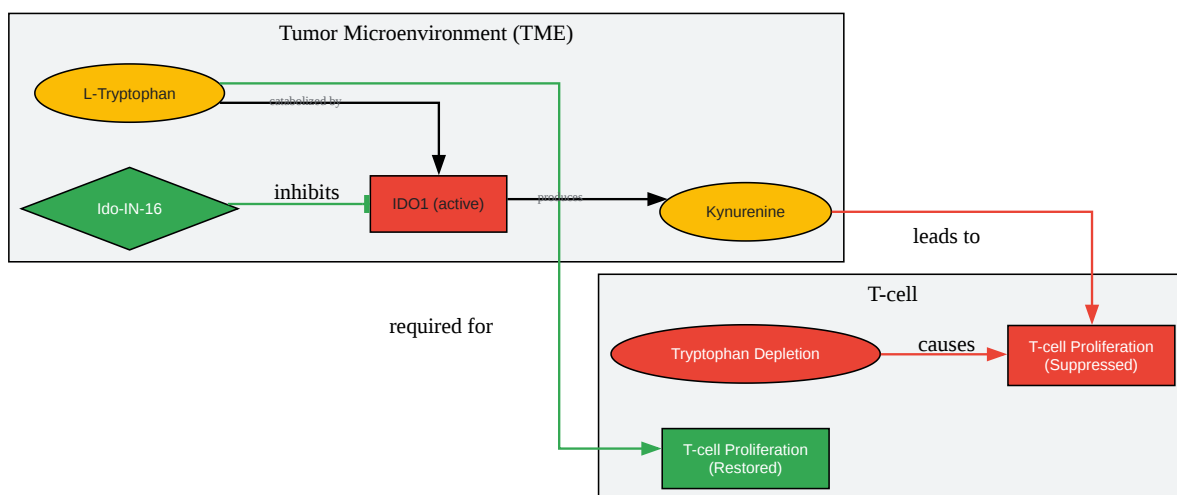 Tumor Microenvironment (TME)
L-Tryptophan
catabolized by
Ido-IN-16
inhibits
IDO1 (active)
produces
Kynurenine
leads to
T-cell
required for
Tryptophan Depletion
causes
T-cell Proliferation
(Suppressed)
T-cell Proliferation
(Restored)